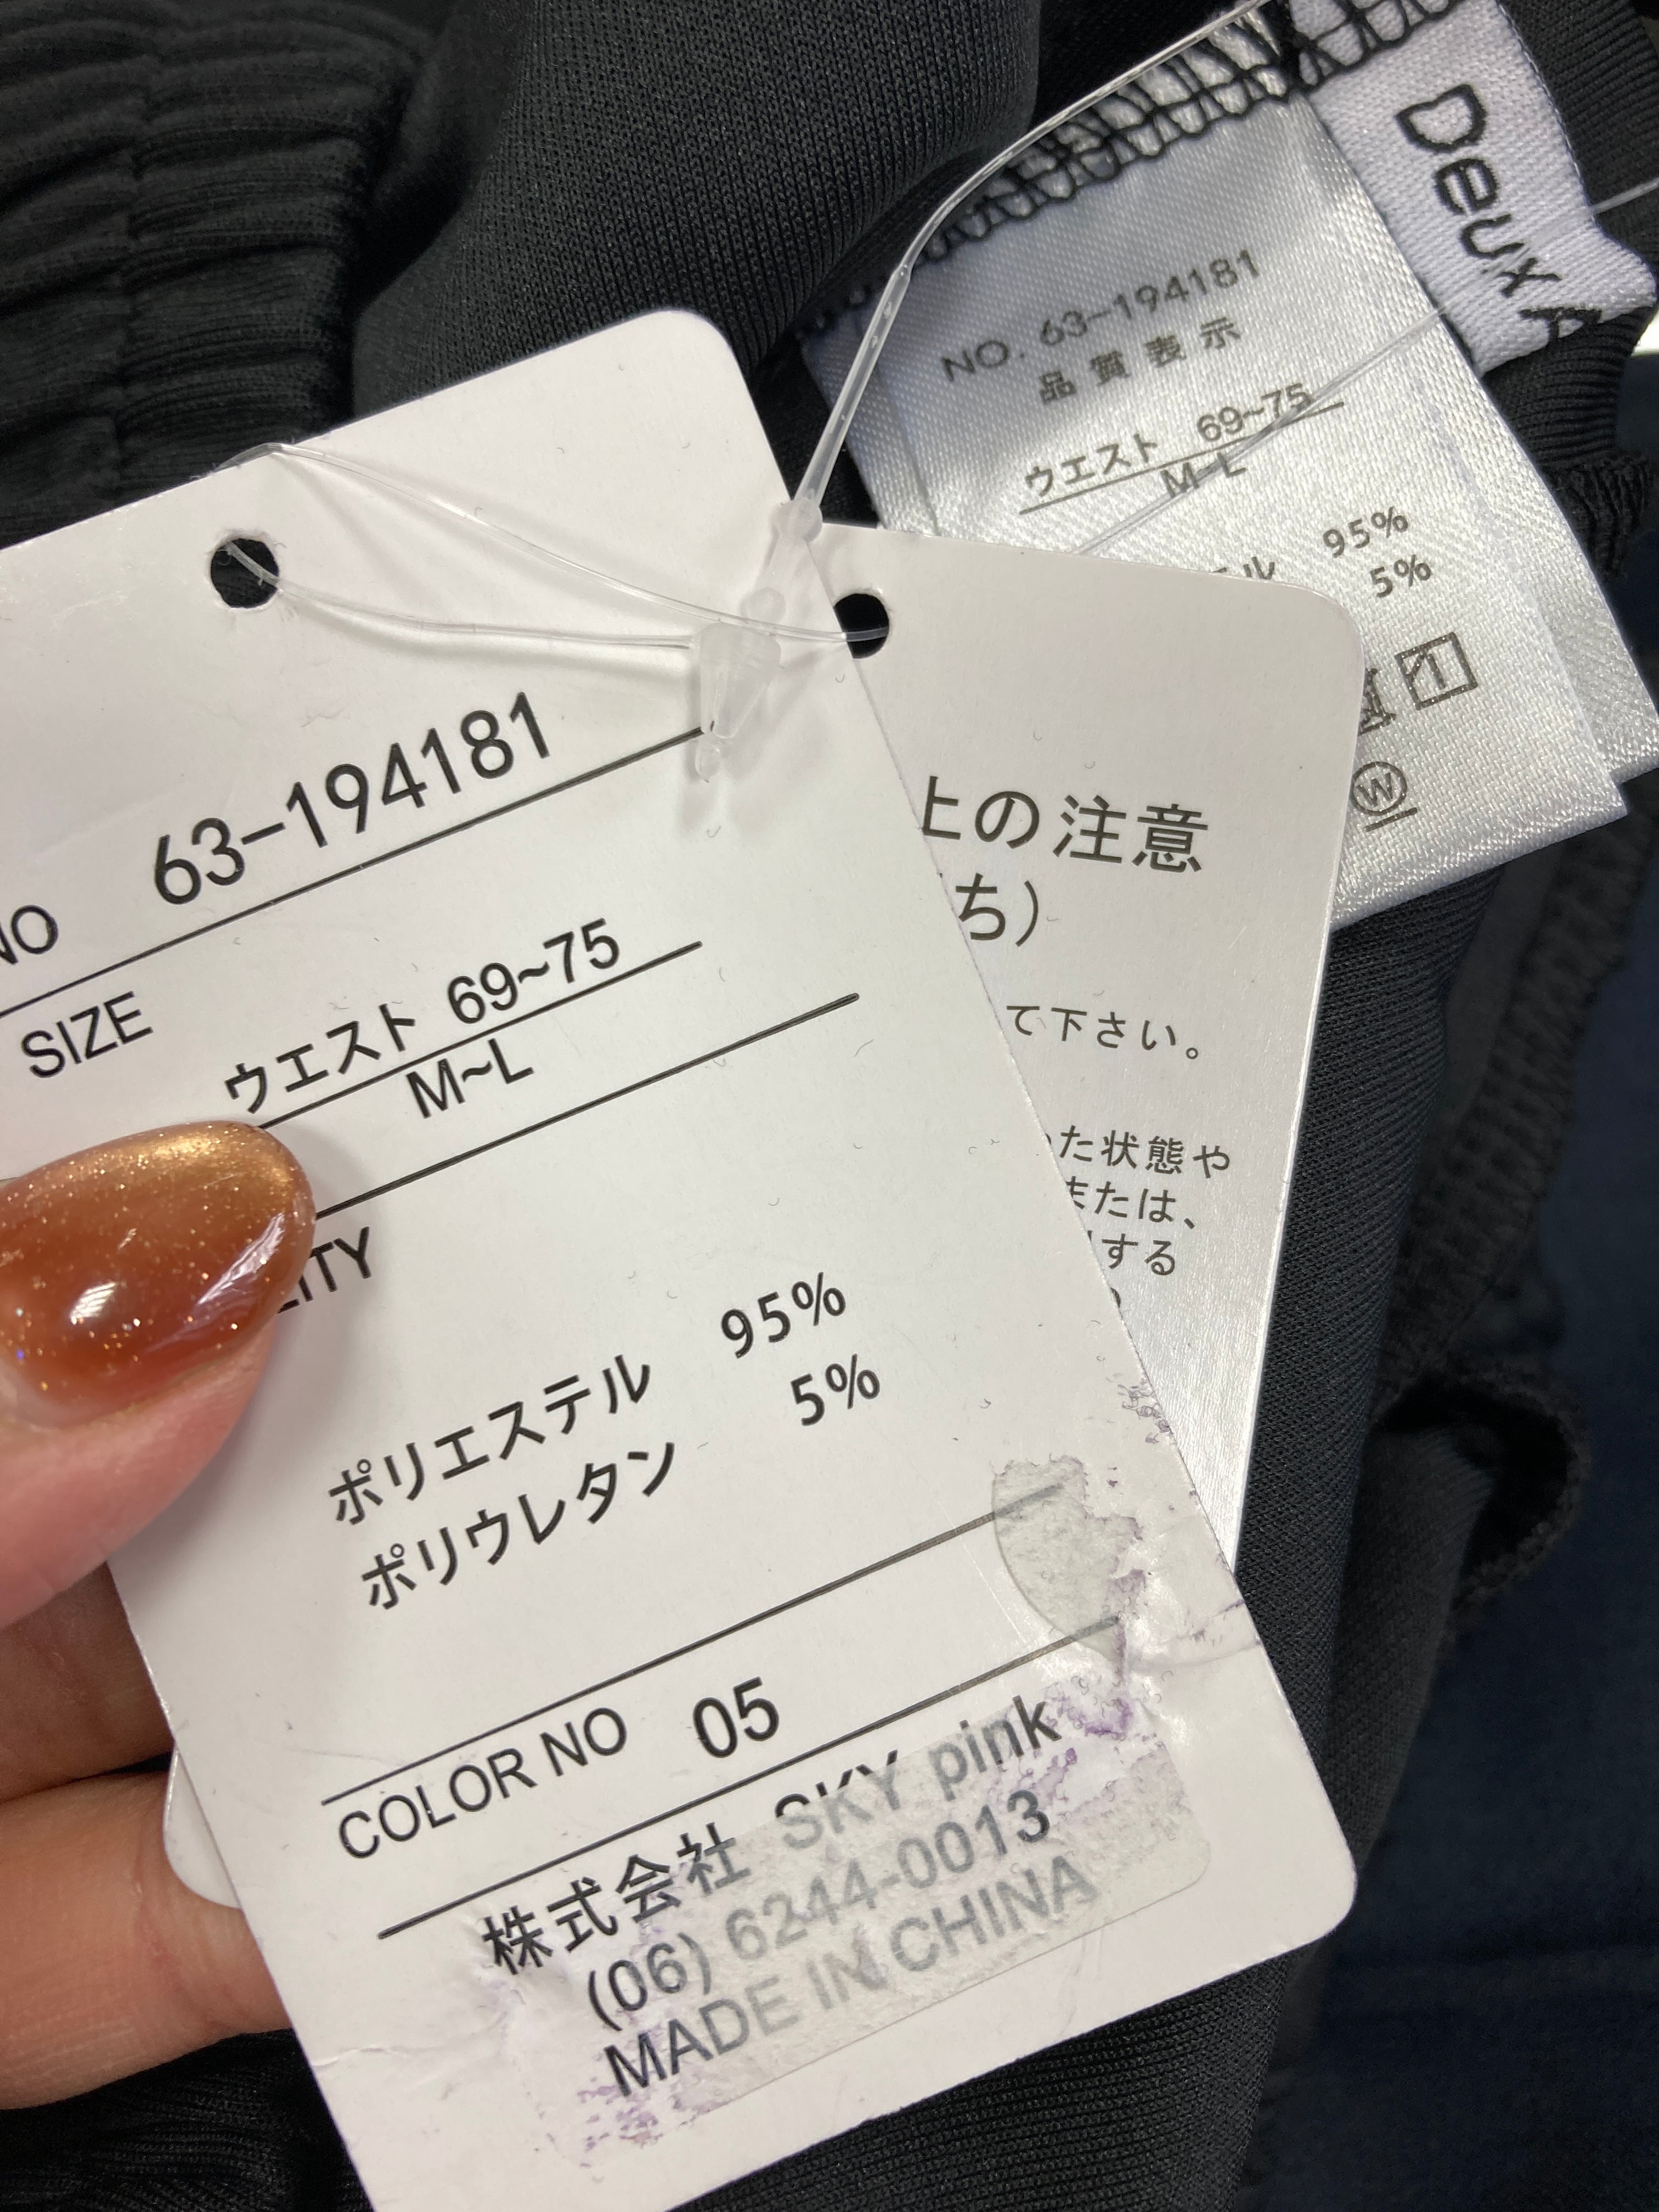 Deux A
NO. 63-194181
品質表示
ウエスト 69~75
M-L
95%
5%
W
NO 63-194181
SIZE ウエスト 69~75
M~L
ポリエステル 95%
ポリウレタン 5%
COLOR NO 05
株式会社 SKY pink
(06) 6244-0013
MADE IN CHINA
上の注意
ち)
て下さい。
た状態や
または、
する